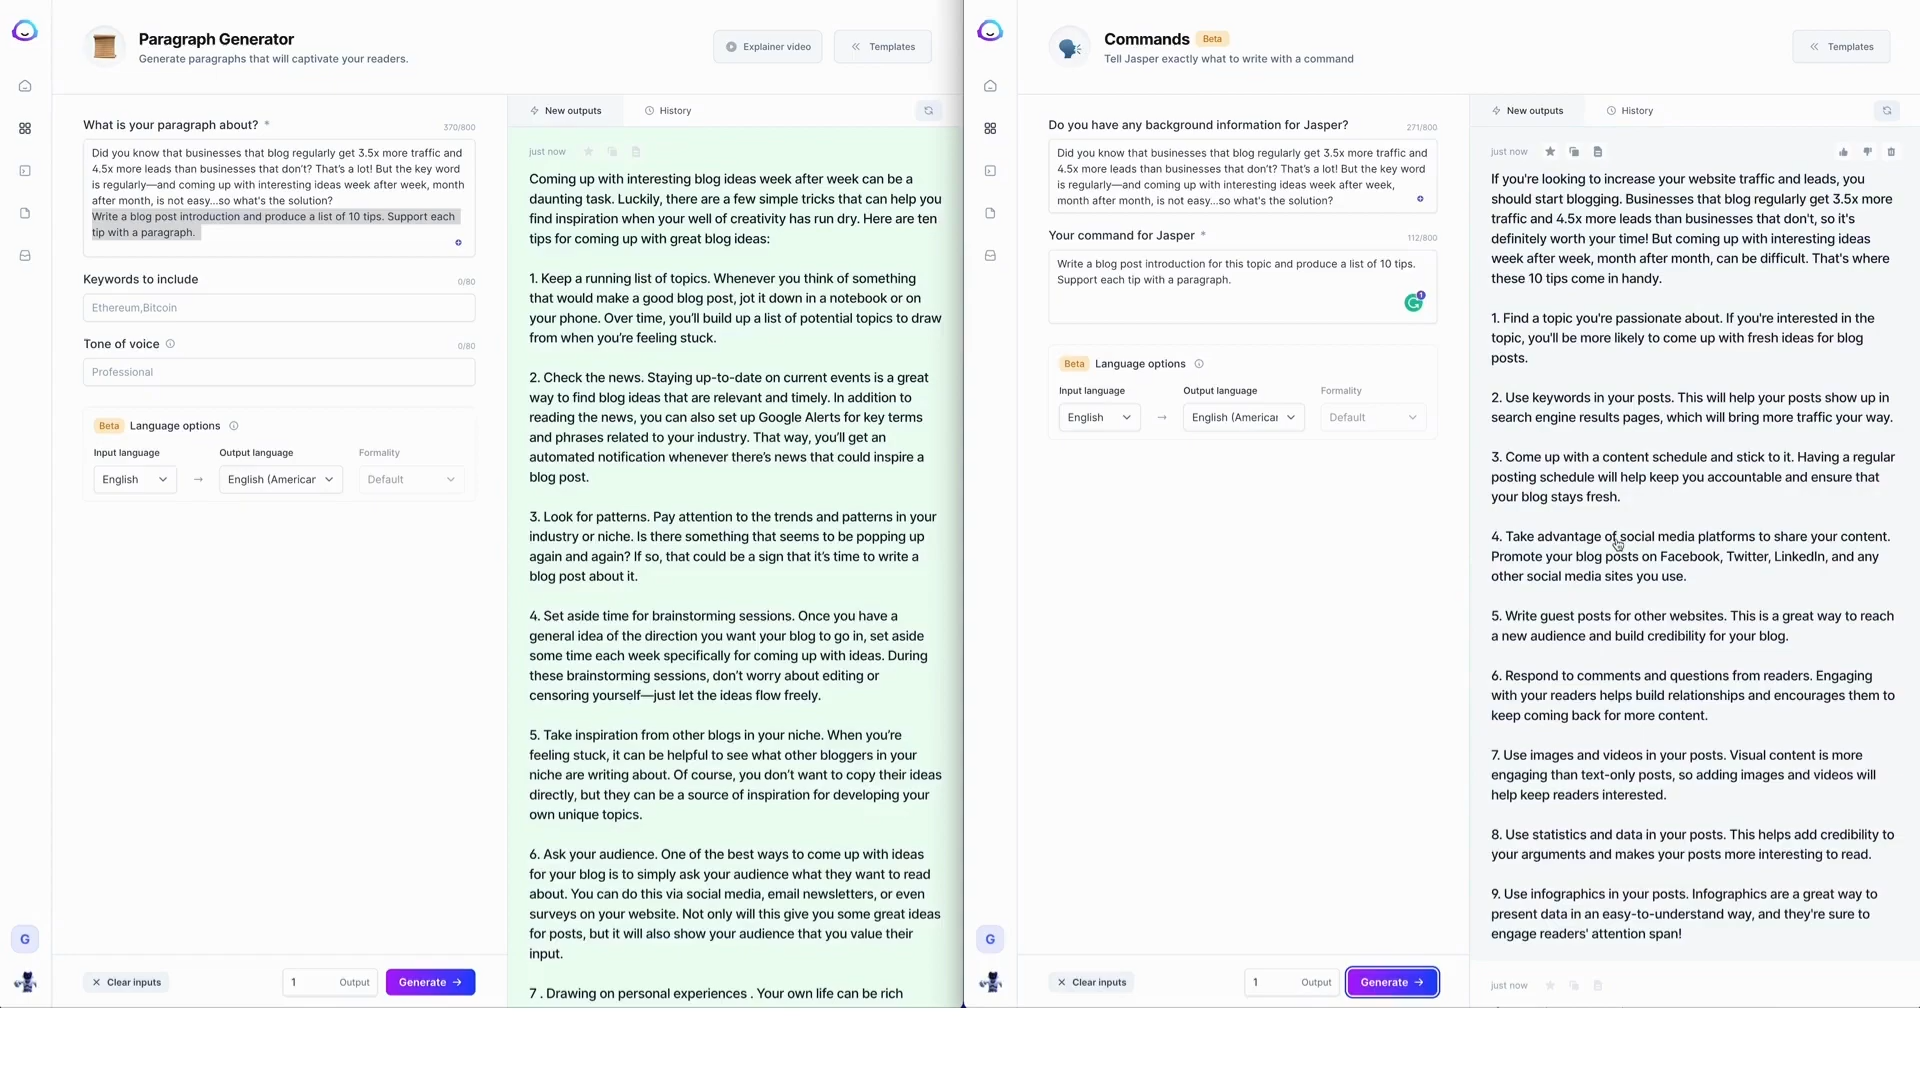 Paragraph Generator
Generate paragraphs that will captivate your readers.
Explainer video
Templates
What is your paragraph about? *
370/800
Did you know that businesses that blog regularly get 3.5x more traffic and
4.5x more leads than businesses that don't? That's a lot! But the key word
is regularly—and coming up with interesting ideas week after week, month
after month, is not easy...so what's the solution?
Write a blog post introduction and produce a list of 10 tips. Support each
tip with a paragraph.
Keywords to include
0/80
Ethereum,Bitcoin
Tone of voice
0/80
Professional
Beta Language options
Input language
Output language
Formality
English
→
English (Americar
Default
G
Clear inputs
1
Output
Generate →
New outputs
History
just now
Coming up with interesting blog ideas week after week can be a
daunting task. Luckily, there are a few simple tricks that can help you
find inspiration when your well of creativity has run dry. Here are ten
tips for coming up with great blog ideas:
1. Keep a running list of topics. Whenever you think of something
that would make a good blog post, jot it down in a notebook or on
your phone. Over time, you'll build up a list of potential topics to draw
from when you're feeling stuck.
2. Check the news. Staying up-to-date on current events is a great
way to find blog ideas that are relevant and timely. In addition to
reading the news, you can also set up Google Alerts for key terms
and phrases related to your industry. That way, you'll get an
automated notification whenever there's news that could inspire a
blog post.
3. Look for patterns. Pay attention to the trends and patterns in your
industry or niche. Is there something that seems to be popping up
again and again? If so, that could be a sign that it's time to write a
blog post about it.
4. Set aside time for brainstorming sessions. Once you have a
general idea of the direction you want your blog to go in, set aside
some time each week specifically for coming up with ideas. During
these brainstorming sessions, don't worry about editing or
censoring yourself—just let the ideas flow freely.
5. Take inspiration from other blogs in your niche. When you're
feeling stuck, it can be helpful to see what other bloggers in your
niche are writing about. Of course, you don't want to copy their ideas
directly, but they can be a source of inspiration for developing your
own unique topics.
6. Ask your audience. One of the best ways to come up with ideas
for your blog is to simply ask your audience what they want to read
about. You can do this via social media, email newsletters, or even
surveys on your website. Not only will this give you some great ideas
for posts, but it will also show your audience that you value their
input.
7 . Drawing on personal experiences . Your own life can be rich
Commands Beta
Tell Jasper exactly what to write with a command
Templates
Do you have any background information for Jasper?
271/800
Did you know that businesses that blog regularly get 3.5x more traffic and
4.5x more leads than businesses that don't? That's a lot! But the key word
is regularly—and coming up with interesting ideas week after week,
month after month, is not easy...so what's the solution?
Your command for Jasper *
112/800
Write a blog post introduction for this topic and produce a list of 10 tips.
Support each tip with a paragraph.
1
Beta Language options
Input language
Output language
Formality
English
→
English (Americar
Default
G
Clear inputs
1
Output
Generate →
New outputs
History
just now
If you're looking to increase your website traffic and leads, you
should start blogging. Businesses that blog regularly get 3.5x more
traffic and 4.5x more leads than businesses that don't, so it's
definitely worth your time! But coming up with interesting ideas
week after week, month after month, can be difficult. That's where
these 10 tips come in handy.
1. Find a topic you're passionate about. If you're interested in the
topic, you'll be more likely to come up with fresh ideas for blog
posts.
2. Use keywords in your posts. This will help your posts show up in
search engine results pages, which will bring more traffic your way.
3. Come up with a content schedule and stick to it. Having a regular
posting schedule will help keep you accountable and ensure that
your blog stays fresh.
4. Take advantage of social media platforms to share your content.
Promote your blog posts on Facebook, Twitter, LinkedIn, and any
other social media sites you use.
5. Write guest posts for other websites. This is a great way to reach
a new audience and build credibility for your blog.
6. Respond to comments and questions from readers. Engaging
with your readers helps build relationships and encourages them to
keep coming back for more content.
7. Use images and videos in your posts. Visual content is more
engaging than text-only posts, so adding images and videos will
help keep readers interested.
8. Use statistics and data in your posts. This helps add credibility to
your arguments and makes your posts more interesting to read.
9. Use infographics in your posts. Infographics are a great way to
present data in an easy-to-understand way, and they're sure to
engage readers' attention span!
just now